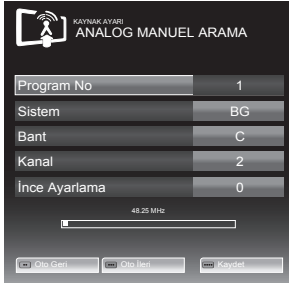 KAYNAK AYARI
ANALOG MANUEL ARAMA
Program No 1
Sistem BG
Bant C
Kanal 2
İnce Ayarlama 0
48.25 MHz
Oto Geri Oto İleri Kaydet